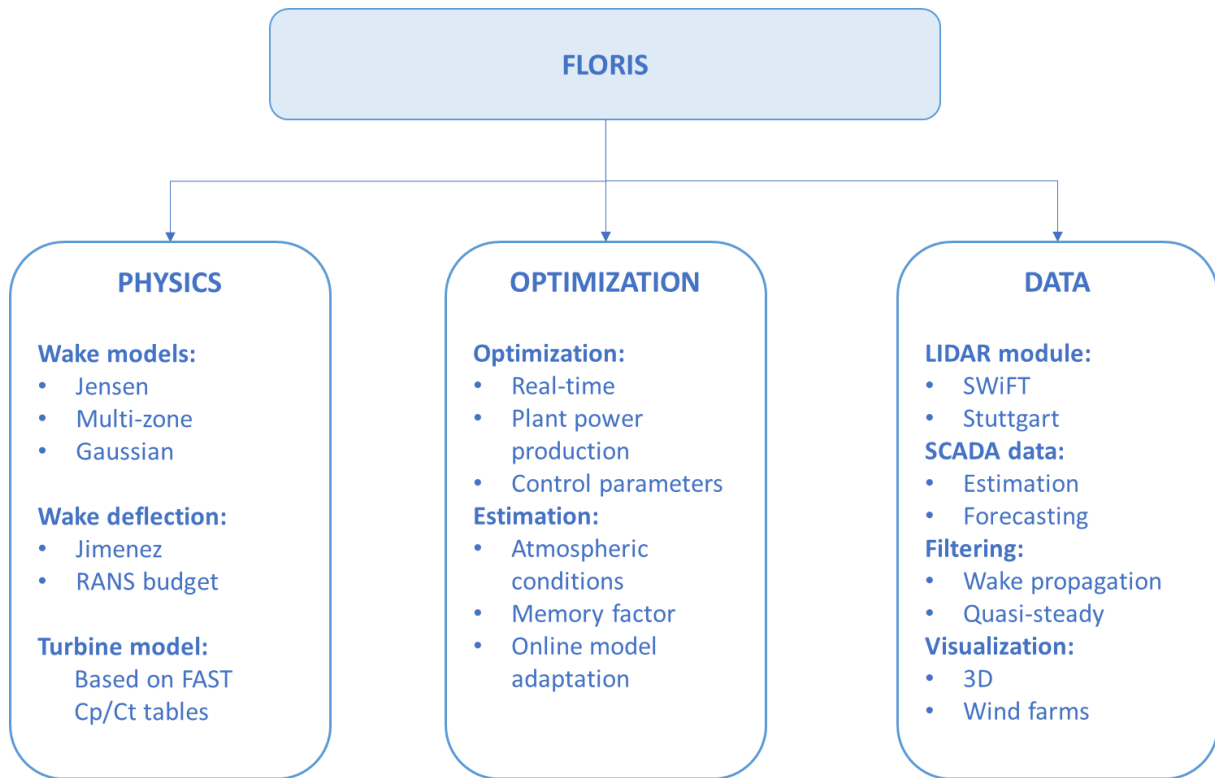 FLORIS
PHYSICS
Wake models:
• Jensen
• Multi-zone
• Gaussian
Wake deflection:
• Jimenez
• RANS budget
Turbine model:
Based on FAST
Cp/Ct tables
OPTIMIZATION
Optimization:
• Real-time
• Plant power
production
• Control parameters
Estimation:
• Atmospheric
conditions
• Memory factor
• Online model
adaptation
DATA
LIDAR module:
• SWiFT
• Stuttgart
SCADA data:
• Estimation
• Forecasting
Filtering:
• Wake propagation
• Quasi-steady
Visualization:
• 3D
• Wind farms